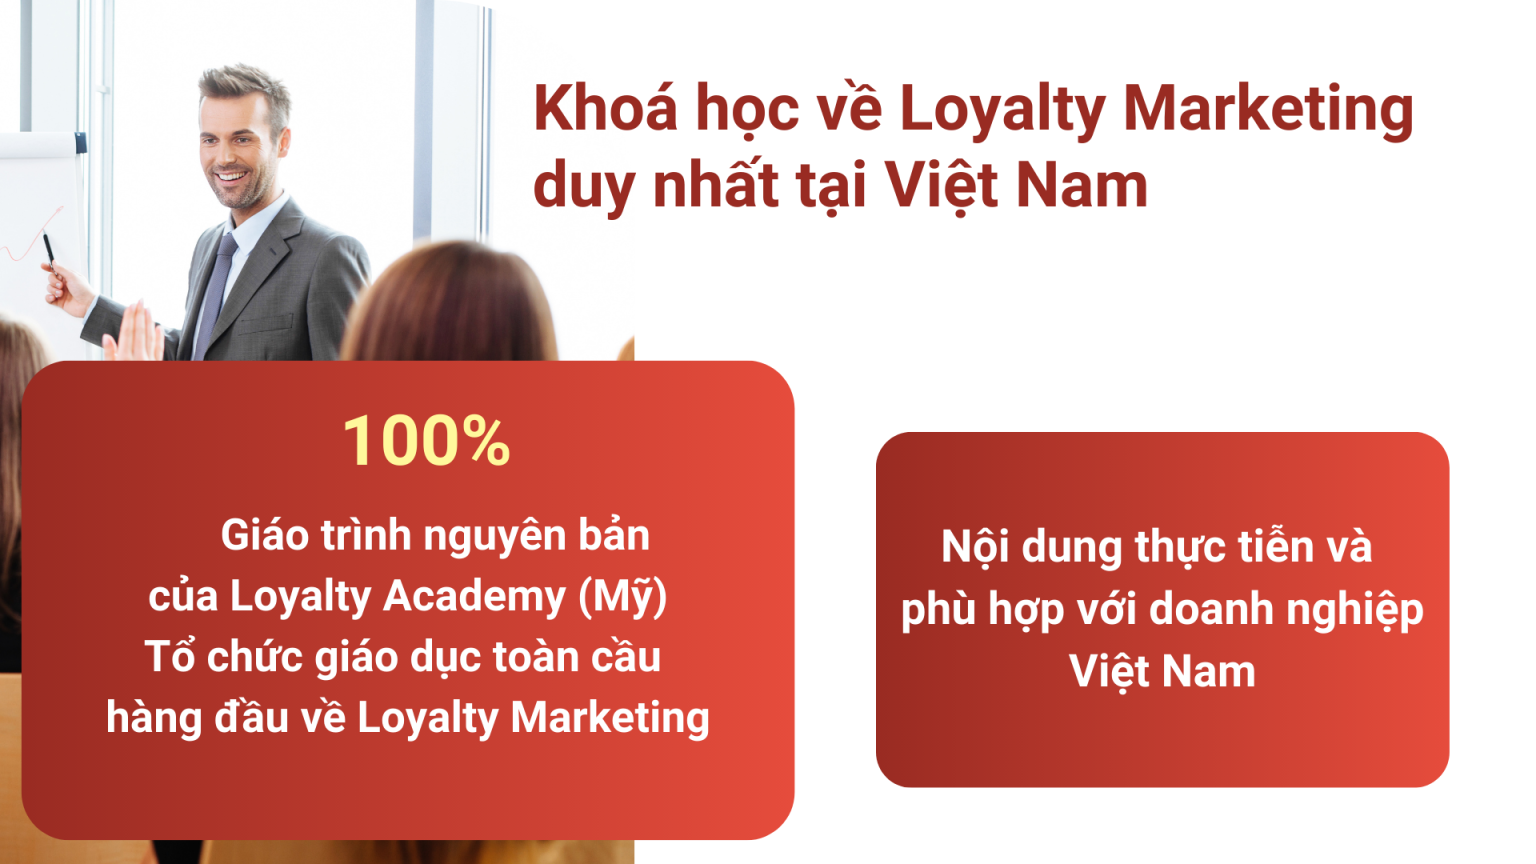 Khoá học về Loyalty Marketing
duy nhất tại Việt Nam
100%
Giáo trình nguyên bản
của Loyalty Academy (Mỹ)
Tổ chức giáo dục toàn cầu
hàng đầu về Loyalty Marketing
Nội dung thực tiễn và
phù hợp với doanh nghiệp
Việt Nam